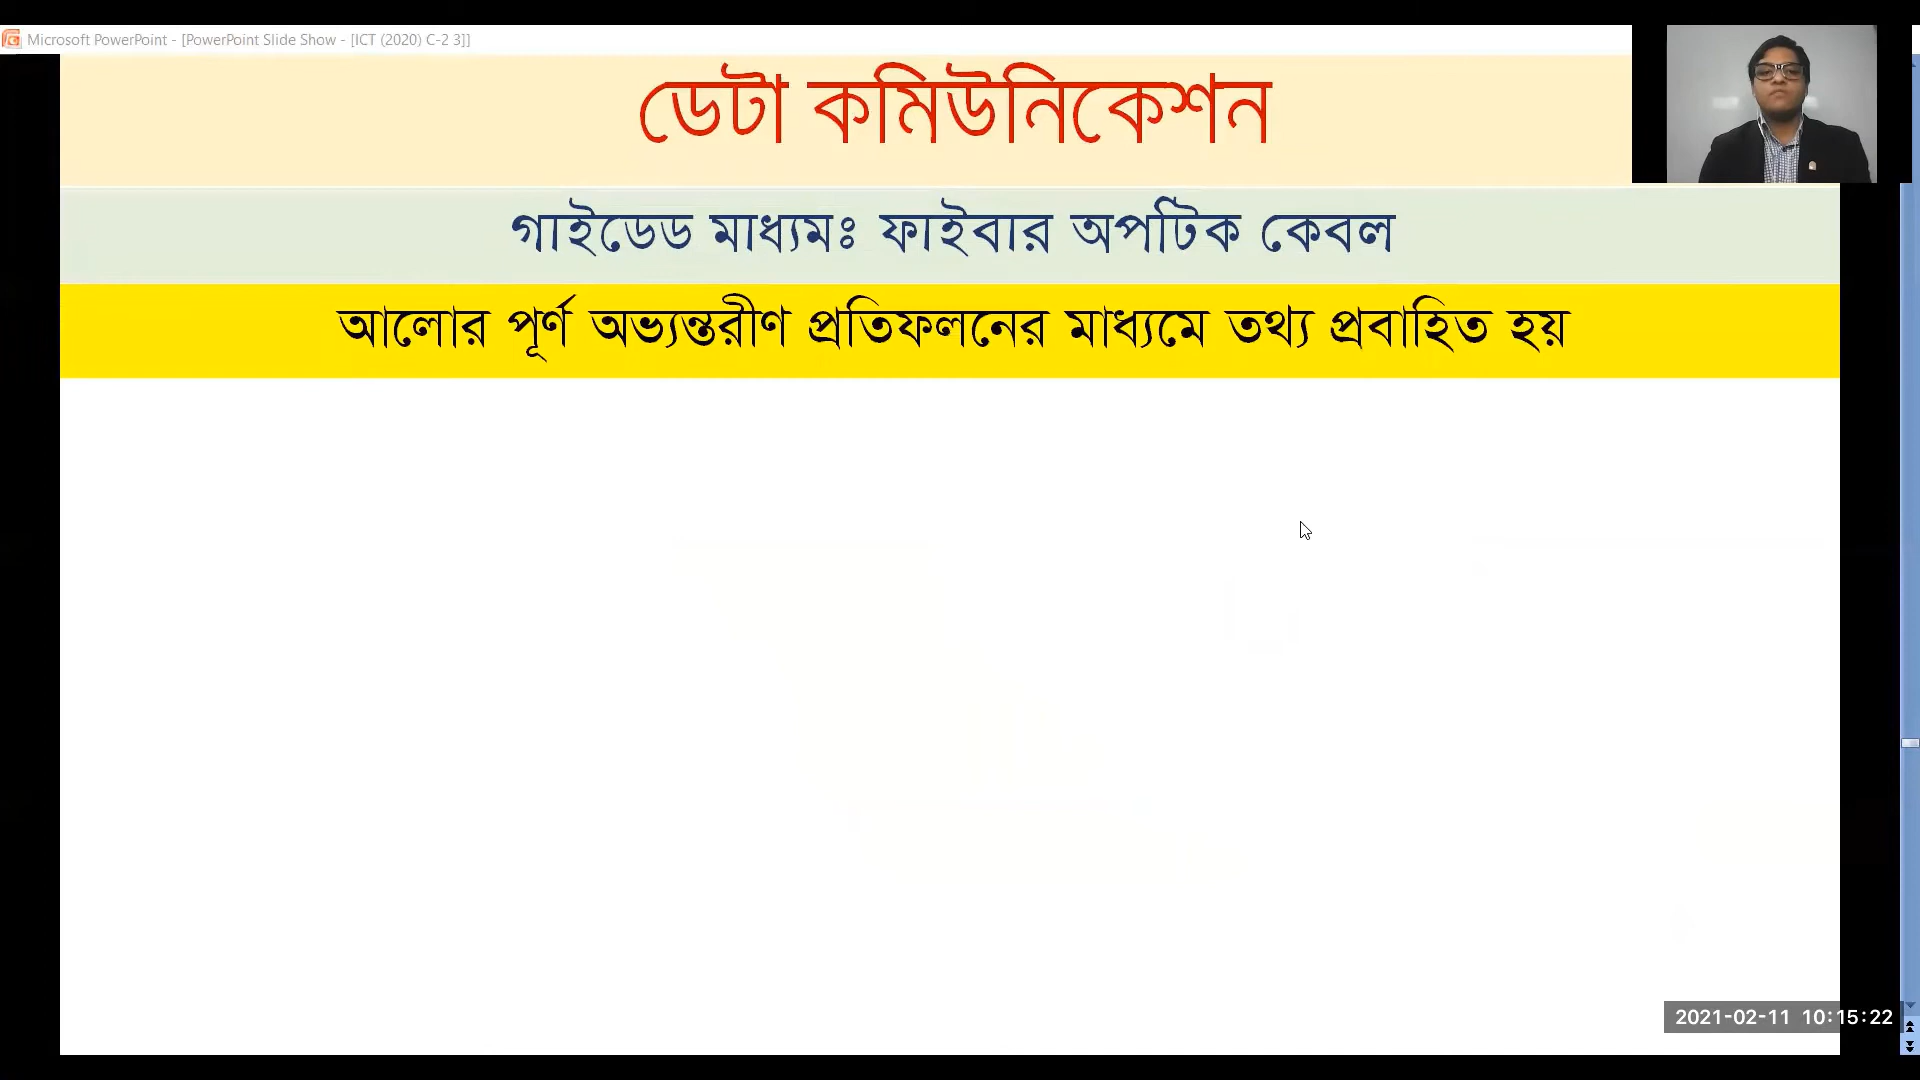 Microsoft PowerPoint - [PowerPoint Slide Show - [ICT (2020) C-2 3]]
ডেটা কমিউনিকেশন
গাইডেড মাধ্যমঃ ফাইবার অপটিক কেবল
আলোর পূর্ণ অভ্যন্তরীণ প্রতিফলনের মাধ্যমে তথ্য প্রবাহিত হয়
2021-02-11 10:15:22